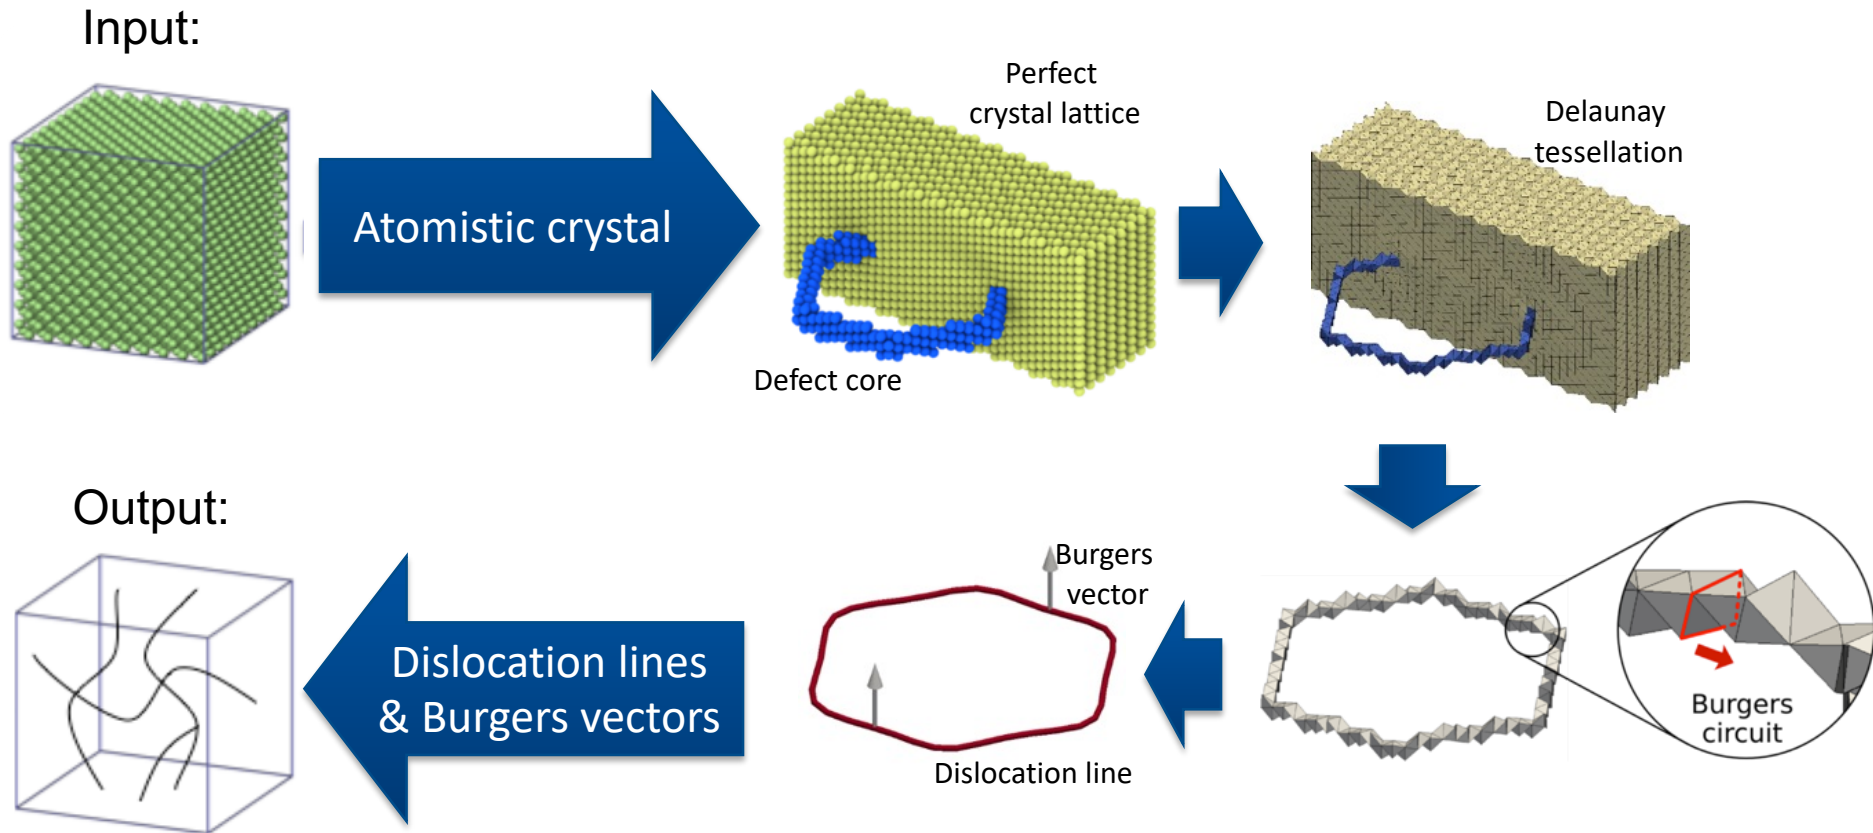 Input:
Atomistic crystal
Perfect
crystal lattice
Defect core
Delaunay
tessellation
Burgers
circuit
Burgers
vector
Dislocation line
Dislocation lines
& Burgers vectors
Output: